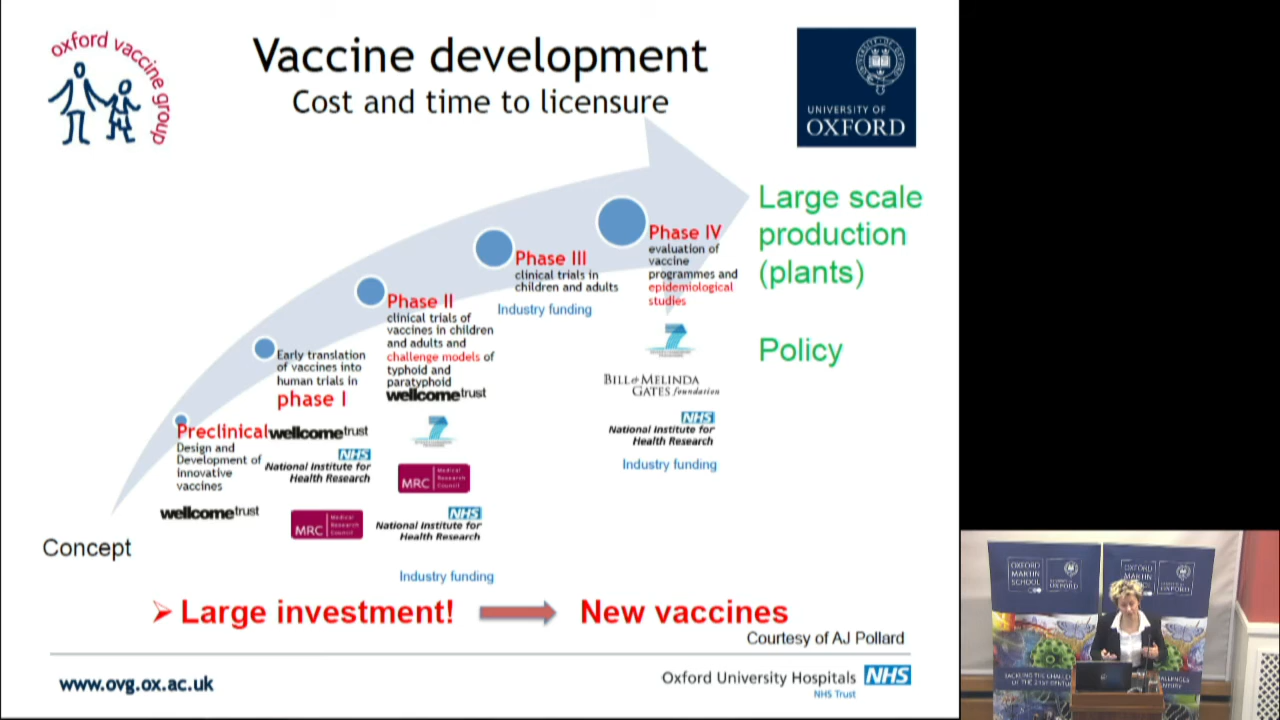 oxford vaccine group
Vaccine development
Cost and time to licensure
UNIVERSITY OF
OXFORD
Large scale
production
(plants)
Policy
Phase IV
evaluation of
vaccine
programmes and
epidemiological
studies
BILL & MELINDA
GATES foundation
NHS
National Institute for
Health Research
Industry funding
Phase III
clinical trials in
children and adults
Industry funding
Phase II
clinical trials of
vaccines in children
and adults and
challenge models of
typhoid and
paratyphoid
wellcometrust
MRC
Medical
Research
Council
NHS
National Institute for
Health Research
Industry funding
Early translation
of vaccines into
human trials in
phase I
wellcometrust
NHS
National Institute for
Health Research
MRC
Medical
Research
Council
Preclinical
Design and
Development of
innovative
vaccines
wellcometrust
Concept
➢ Large investment!
New vaccines
Courtesy of AJ Pollard
www.ovg.ox.ac.uk
Oxford University Hospitals NHS
NHS Trust
OXFORD
MARTIN
SCHOOL
OXFORD
OXFORD
MARTIN
OXFORD